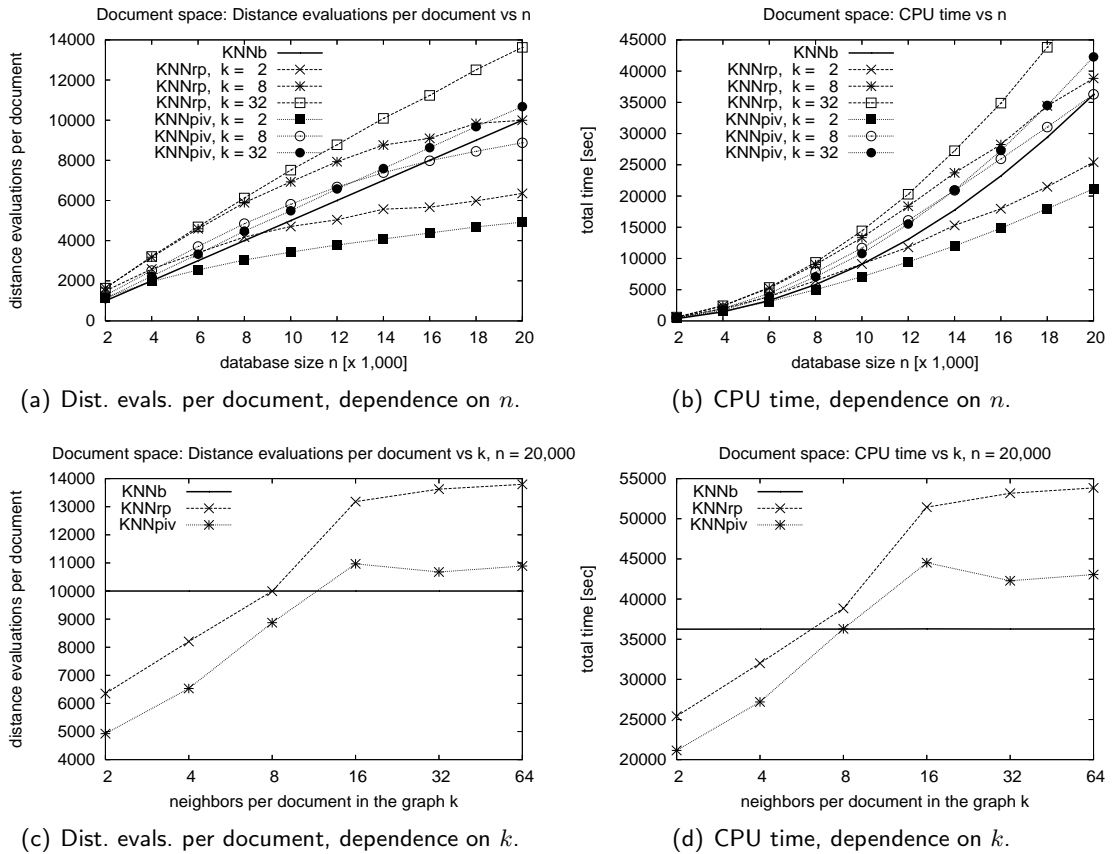 Document space: Distance evaluations per document vs n
distance evaluations per document
14000
12000
10000
8000
6000
4000
2000
0
KNNb
KNNrp, k = 2
KNNrp, k = 8
KNNrp, k = 32
KNNpiv, k = 2
KNNpiv, k = 8
KNNpiv, k = 32
2 4 6 8 10 12 14 16 18 20
database size n [x 1,000]
(a) Dist. evals. per document, dependence on n.
Document space: CPU time vs n
total time [sec]
45000
40000
35000
30000
25000
20000
15000
10000
5000
0
KNNb
KNNrp, k = 2
KNNrp, k = 8
KNNrp, k = 32
KNNpiv, k = 2
KNNpiv, k = 8
KNNpiv, k = 32
2 4 6 8 10 12 14 16 18 20
database size n [x 1,000]
(b) CPU time, dependence on n.
Document space: Distance evaluations per document vs k, n = 20,000
distance evaluations per document
14000
13000
12000
11000
10000
9000
8000
7000
6000
5000
4000
KNNb
KNNrp
KNNpiv
2 4 8 16 32 64
neighbors per document in the graph k
(c) Dist. evals. per document, dependence on k.
Document space: CPU time vs k, n = 20,000
total time [sec]
55000
50000
45000
40000
35000
30000
25000
20000
KNNb
KNNrp
KNNpiv
2 4 8 16 32 64
neighbors per document in the graph k
(d) CPU time, dependence on k.